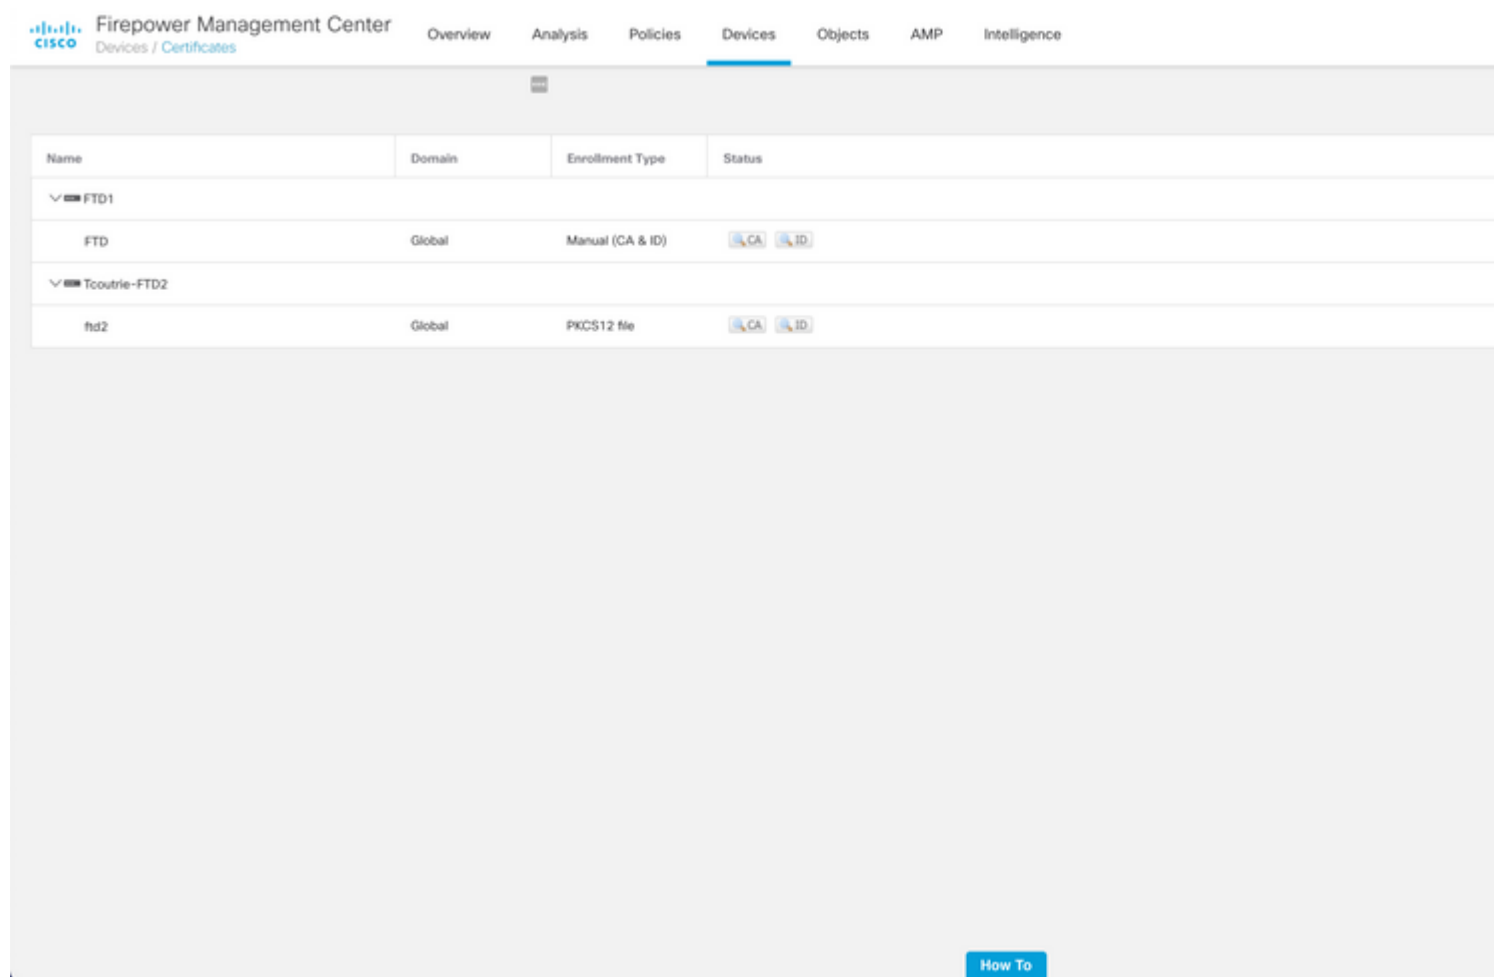 Firepower Management Center
CISCO
Devices / Certificates
Overview Analysis Policies Devices Objects AMP Intelligence
Name Domain Enrollment Type Status
FTD1
FTD Global Manual (CA & ID) CA ID
Tcoutrie-FTD2
ftd2 Global PKCS12 file CA ID
How To